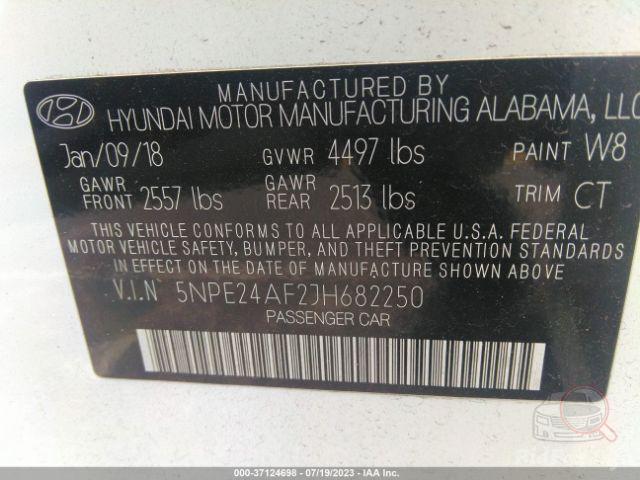 MANUFACTURED BY
HYUNDAI MOTOR MANUFACTURING ALABAMA, LLC
Jan/09/18 GVWR 4497 lbs PAINT W8
GAWR FRONT 2557 lbs GAWR REAR 2513 lbs TRIM CT
THIS VEHICLE CONFORMS TO ALL APPLICABLE U.S.A. FEDERAL
MOTOR VEHICLE SAFETY, BUMPER, AND THEFT PREVENTION STANDARDS
IN EFFECT ON THE DATE OF MANUFACTURE SHOWN ABOVE.
V.I.N 5NPE24AF2JH682250
PASSENGER CAR
000-37124698 - 07/19/2023 - IAA Inc.